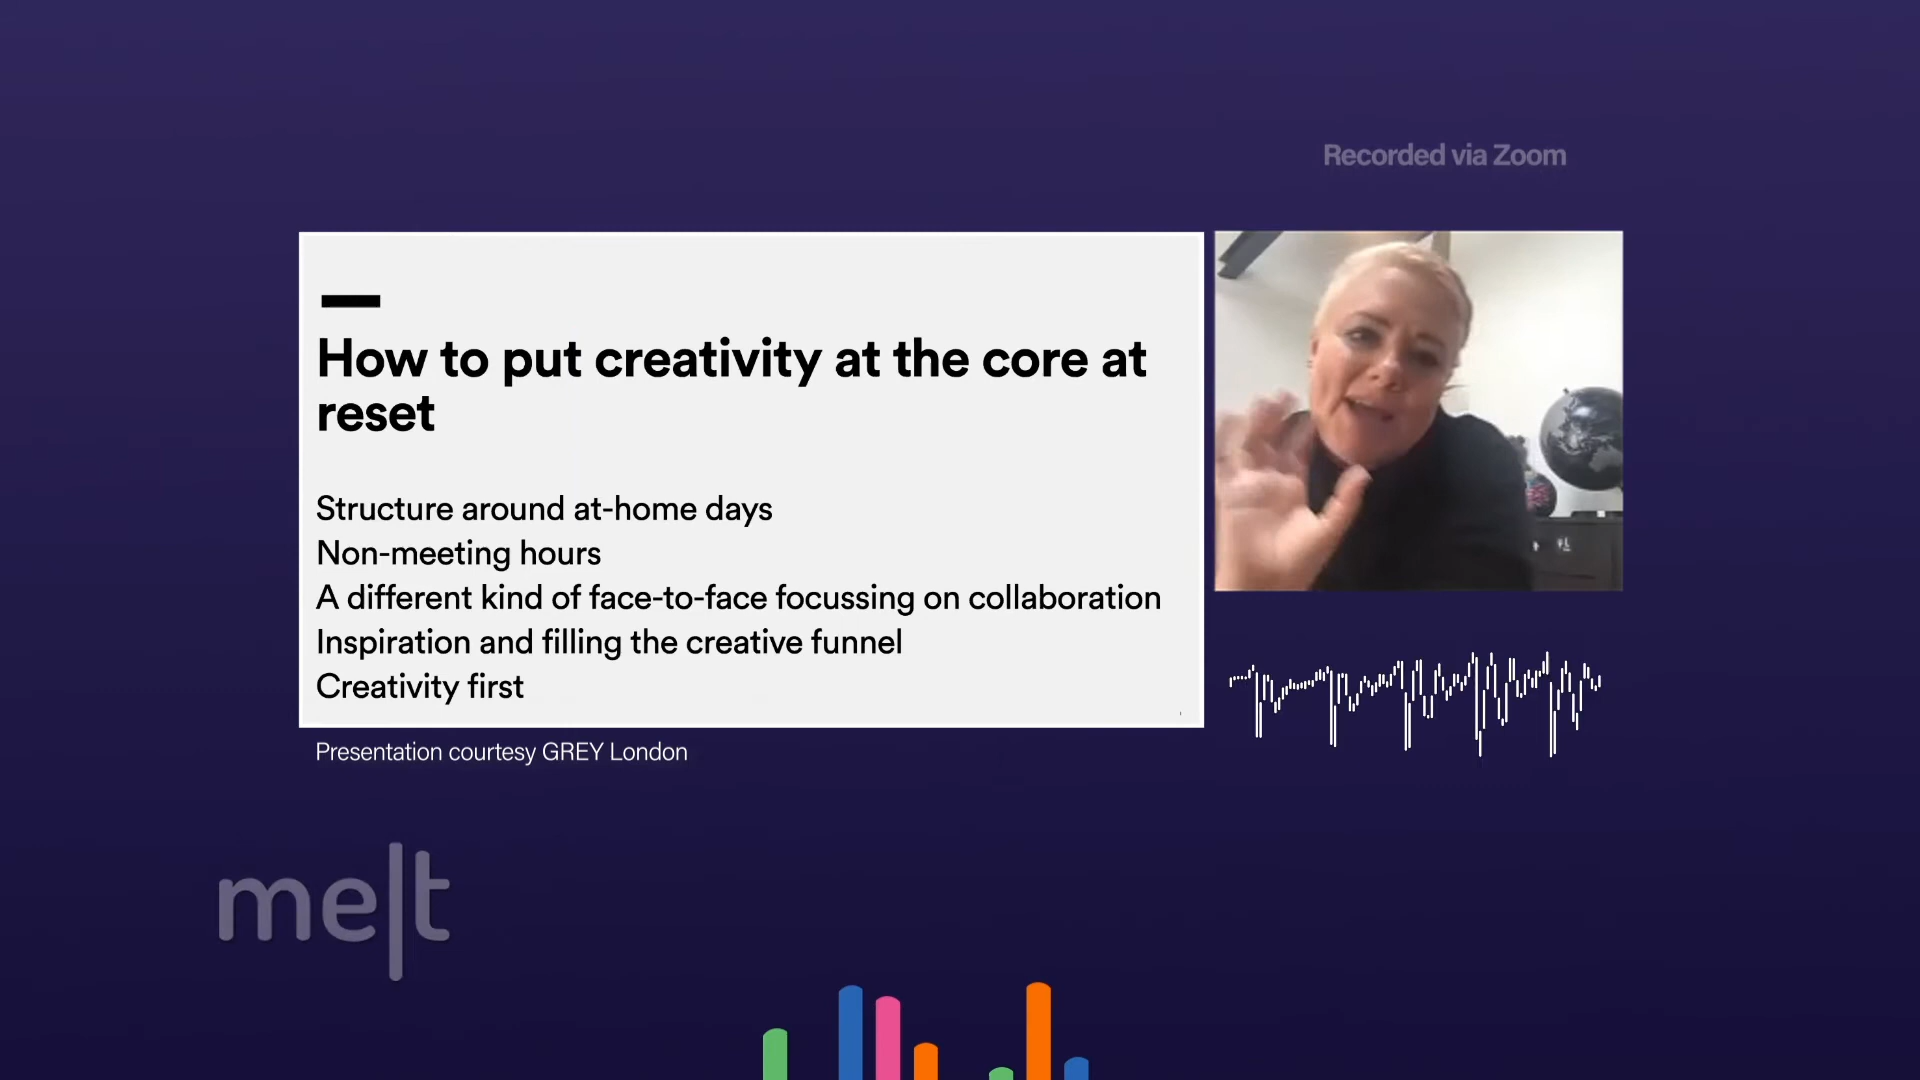 Recorded via Zoom
How to put creativity at the core at
reset
Structure around at-home days
Non-meeting hours
A different kind of face-to-face focussing on collaboration
Inspiration and filling the creative funnel
Creativity first
Presentation courtesy GREY London
melt